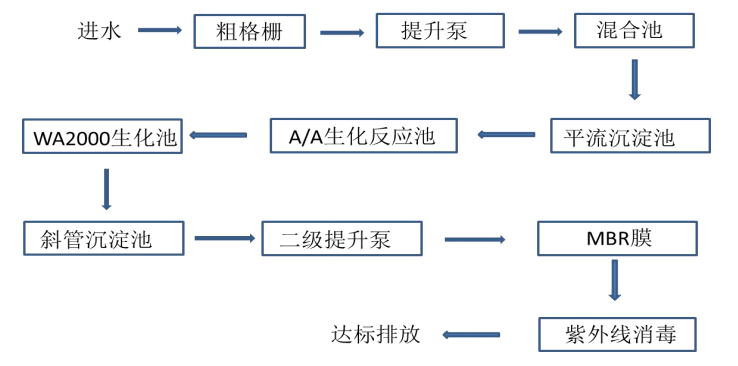 进水
粗格栅
提升泵
混合池
平流沉淀池
A/A生化反应池
WA2000生化池
斜管沉淀池
二级提升泵
MBR膜
紫外线消毒
达标排放